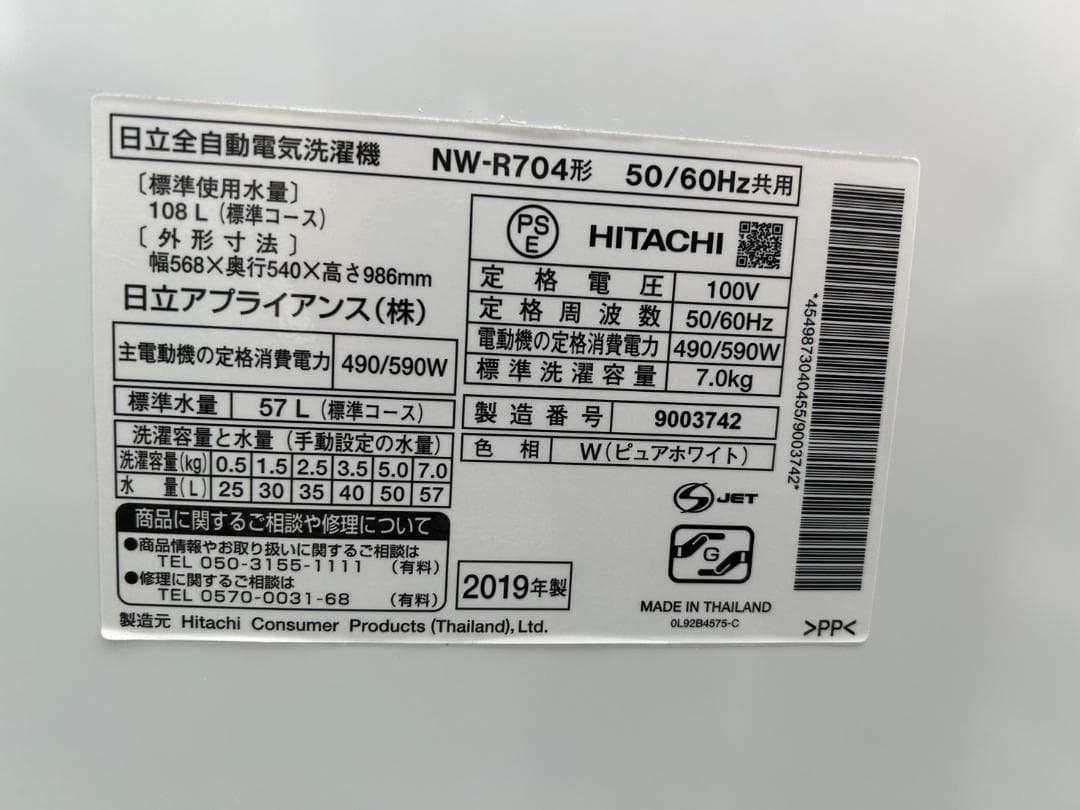 日立全自動電気洗濯機 NW-R704形 50/60Hz共用
〔標準使用水量〕
108 L（標準コース）
〔外形寸法〕
幅568×奥行540×高さ986mm
日立アプライアンス（株）
主電動機の定格消費電力 490/590W
標準水量 57 L（標準コース）
洗濯容量と水量（手動設定の水量）
洗濯容量(kg) 0.5 1.5 2.5 3.5 5.0 7.0
水量(L) 25 30 35 40 50 57
商品に関するご相談や修理について
●商品情報やお取り扱いに関するご相談は
TEL 050-3155-1111 （有料）
●修理に関するご相談は
TEL 0570-0031-68 （有料）
製造元 Hitachi Consumer Products (Thailand), Ltd.
PS
E
HITACHI
定格電圧 100V
定格周波数 50/60Hz
電動機の定格消費電力 490/590W
標準洗濯容量 7.0kg
製造番号 9003742
色相 W（ピュアホワイト）
S JET
G
2019年製
MADE IN THAILAND
0L92B4575-C
>PP<
*4549873040455/9003742*